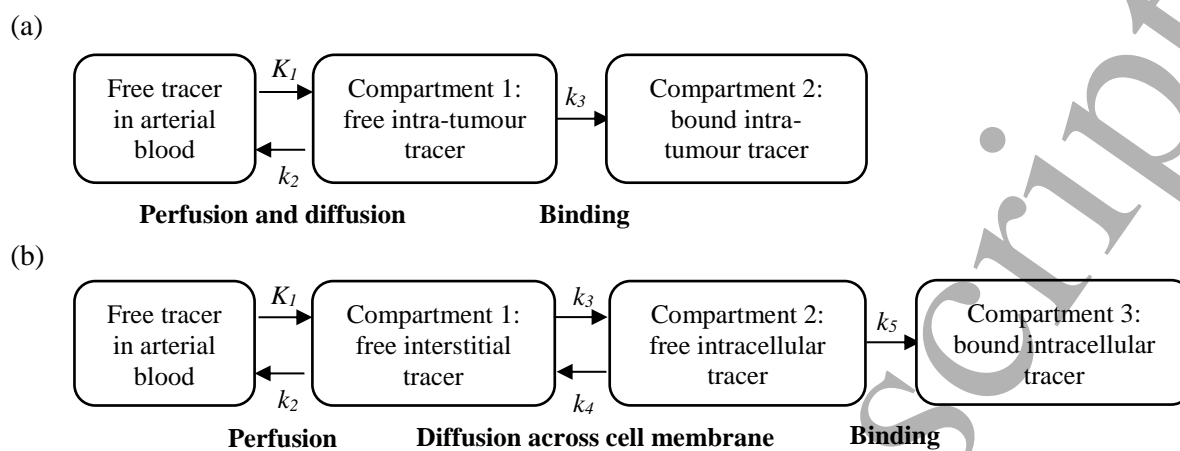 (a)
Free tracer
in arterial
blood
K1
k2
Compartment 1:
free intra-tumour
tracer
k3
Compartment 2:
bound intra-
tumour tracer
Perfusion and diffusion
Binding
(b)
Free tracer
in arterial
blood
K1
k2
Compartment 1:
free interstitial
tracer
k3
k4
Compartment 2:
free intracellular
tracer
k5
Compartment 3:
bound intracellular
tracer
Perfusion
Diffusion across cell membrane
Binding
script